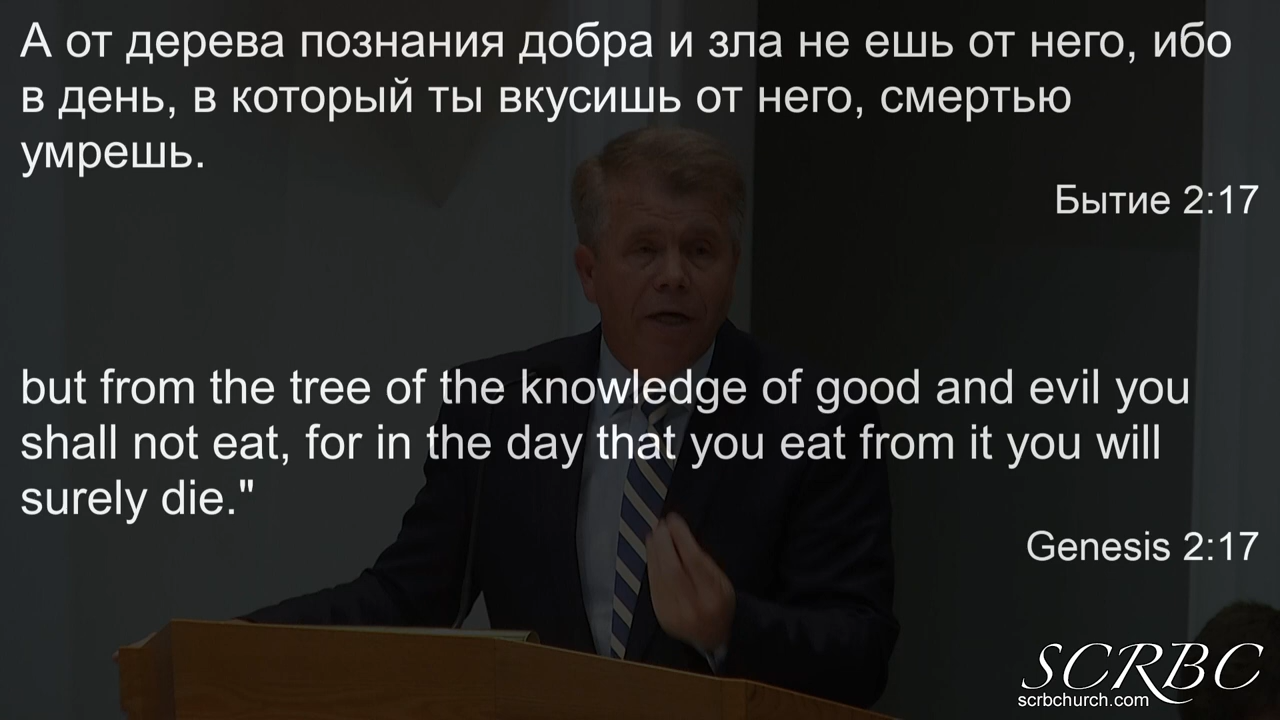 А от дерева познания добра и зла не ешь от него, ибо
в день, в который ты вкусишь от него, смертью
умрешь.
Бытие 2:17
but from the tree of the knowledge of good and evil you
shall not eat, for in the day that you eat from it you will
surely die."
Genesis 2:17
SCRBC
scrbchurch.com